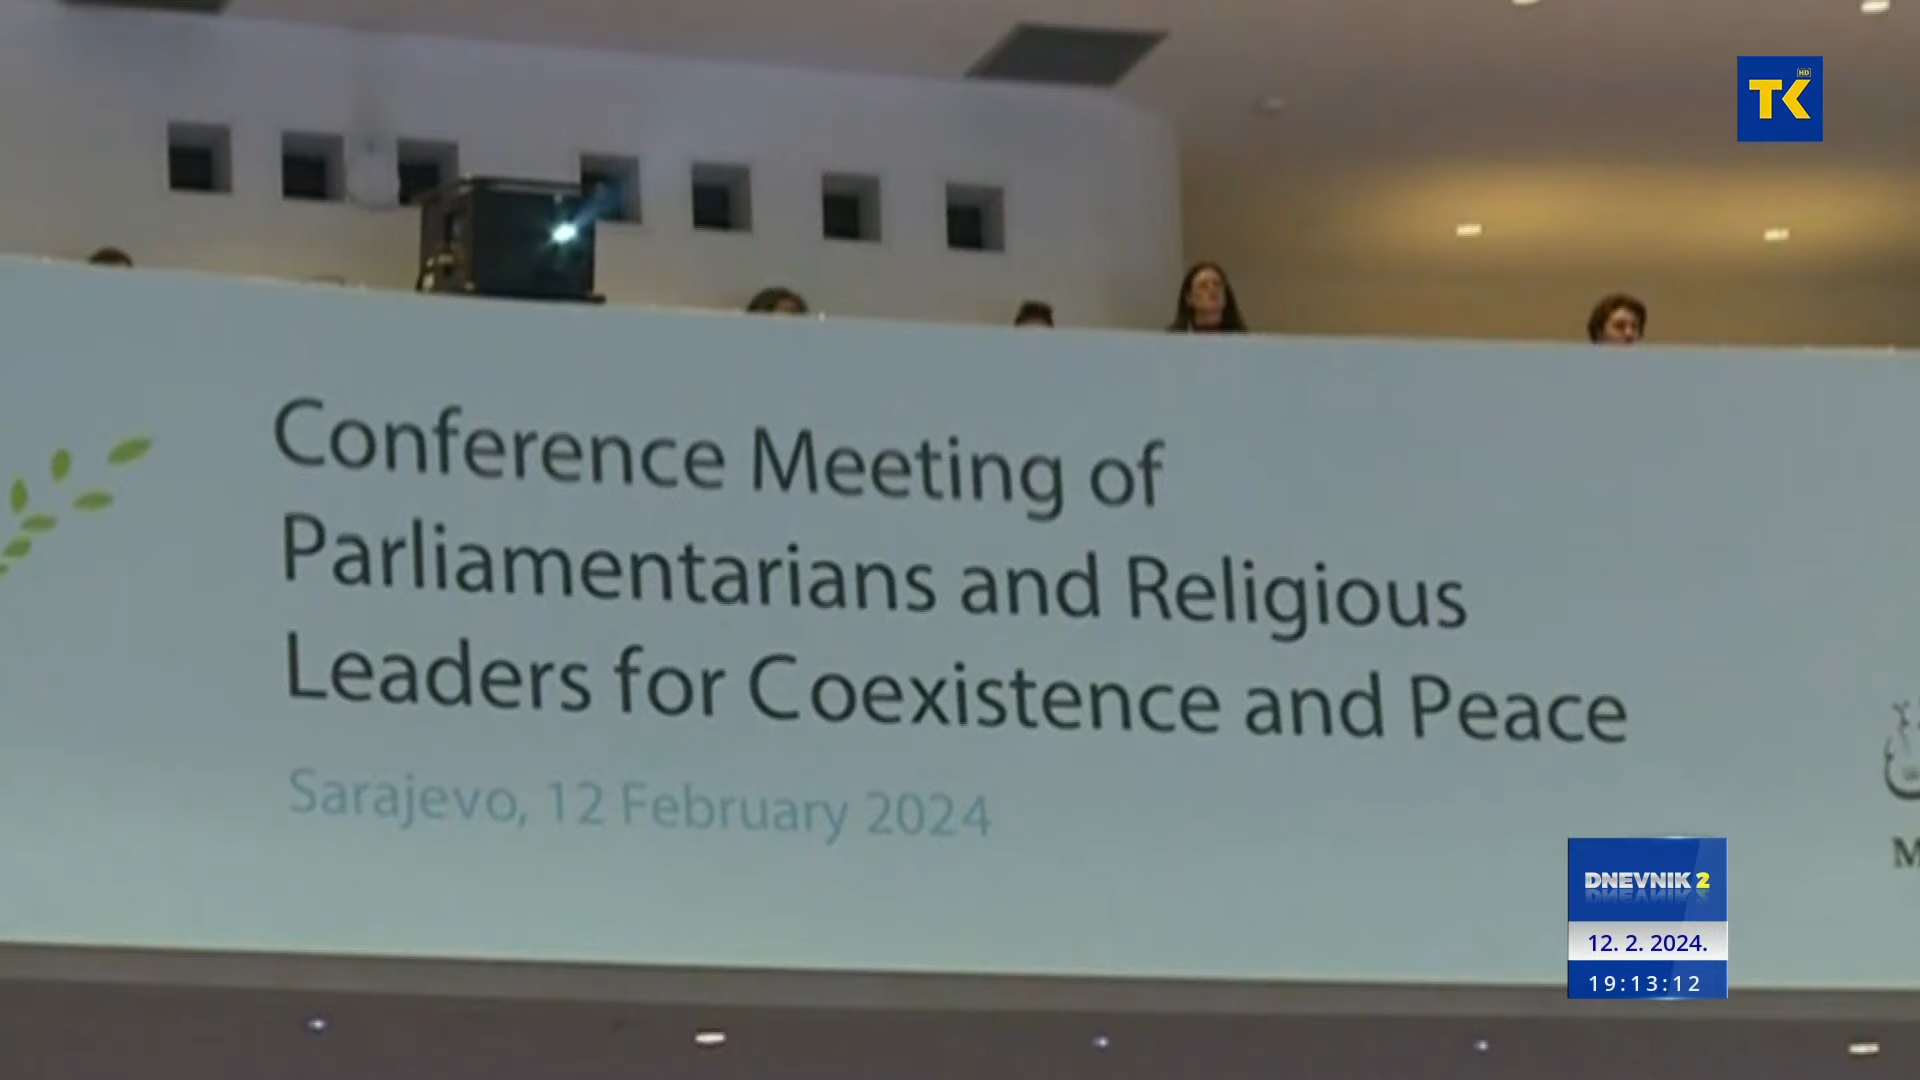 HD
TK
Conference Meeting of
Parliamentarians and Religious
Leaders for Coexistence and Peace
Sarajevo, 12 February 2024
M
DNEVNIK 2
12. 2. 2024.
19:13:12